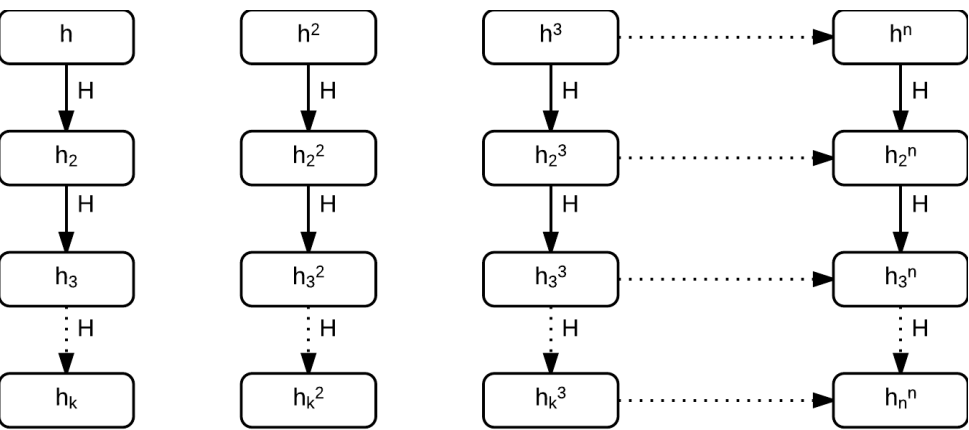 h h² h³ hⁿ
H H H H
h₂ h₂² h₂³ h₂ⁿ
H H H H
h₃ h₃² h₃³ h₃ⁿ
H H H H
hₖ hₖ² hₖ³ hₙⁿ